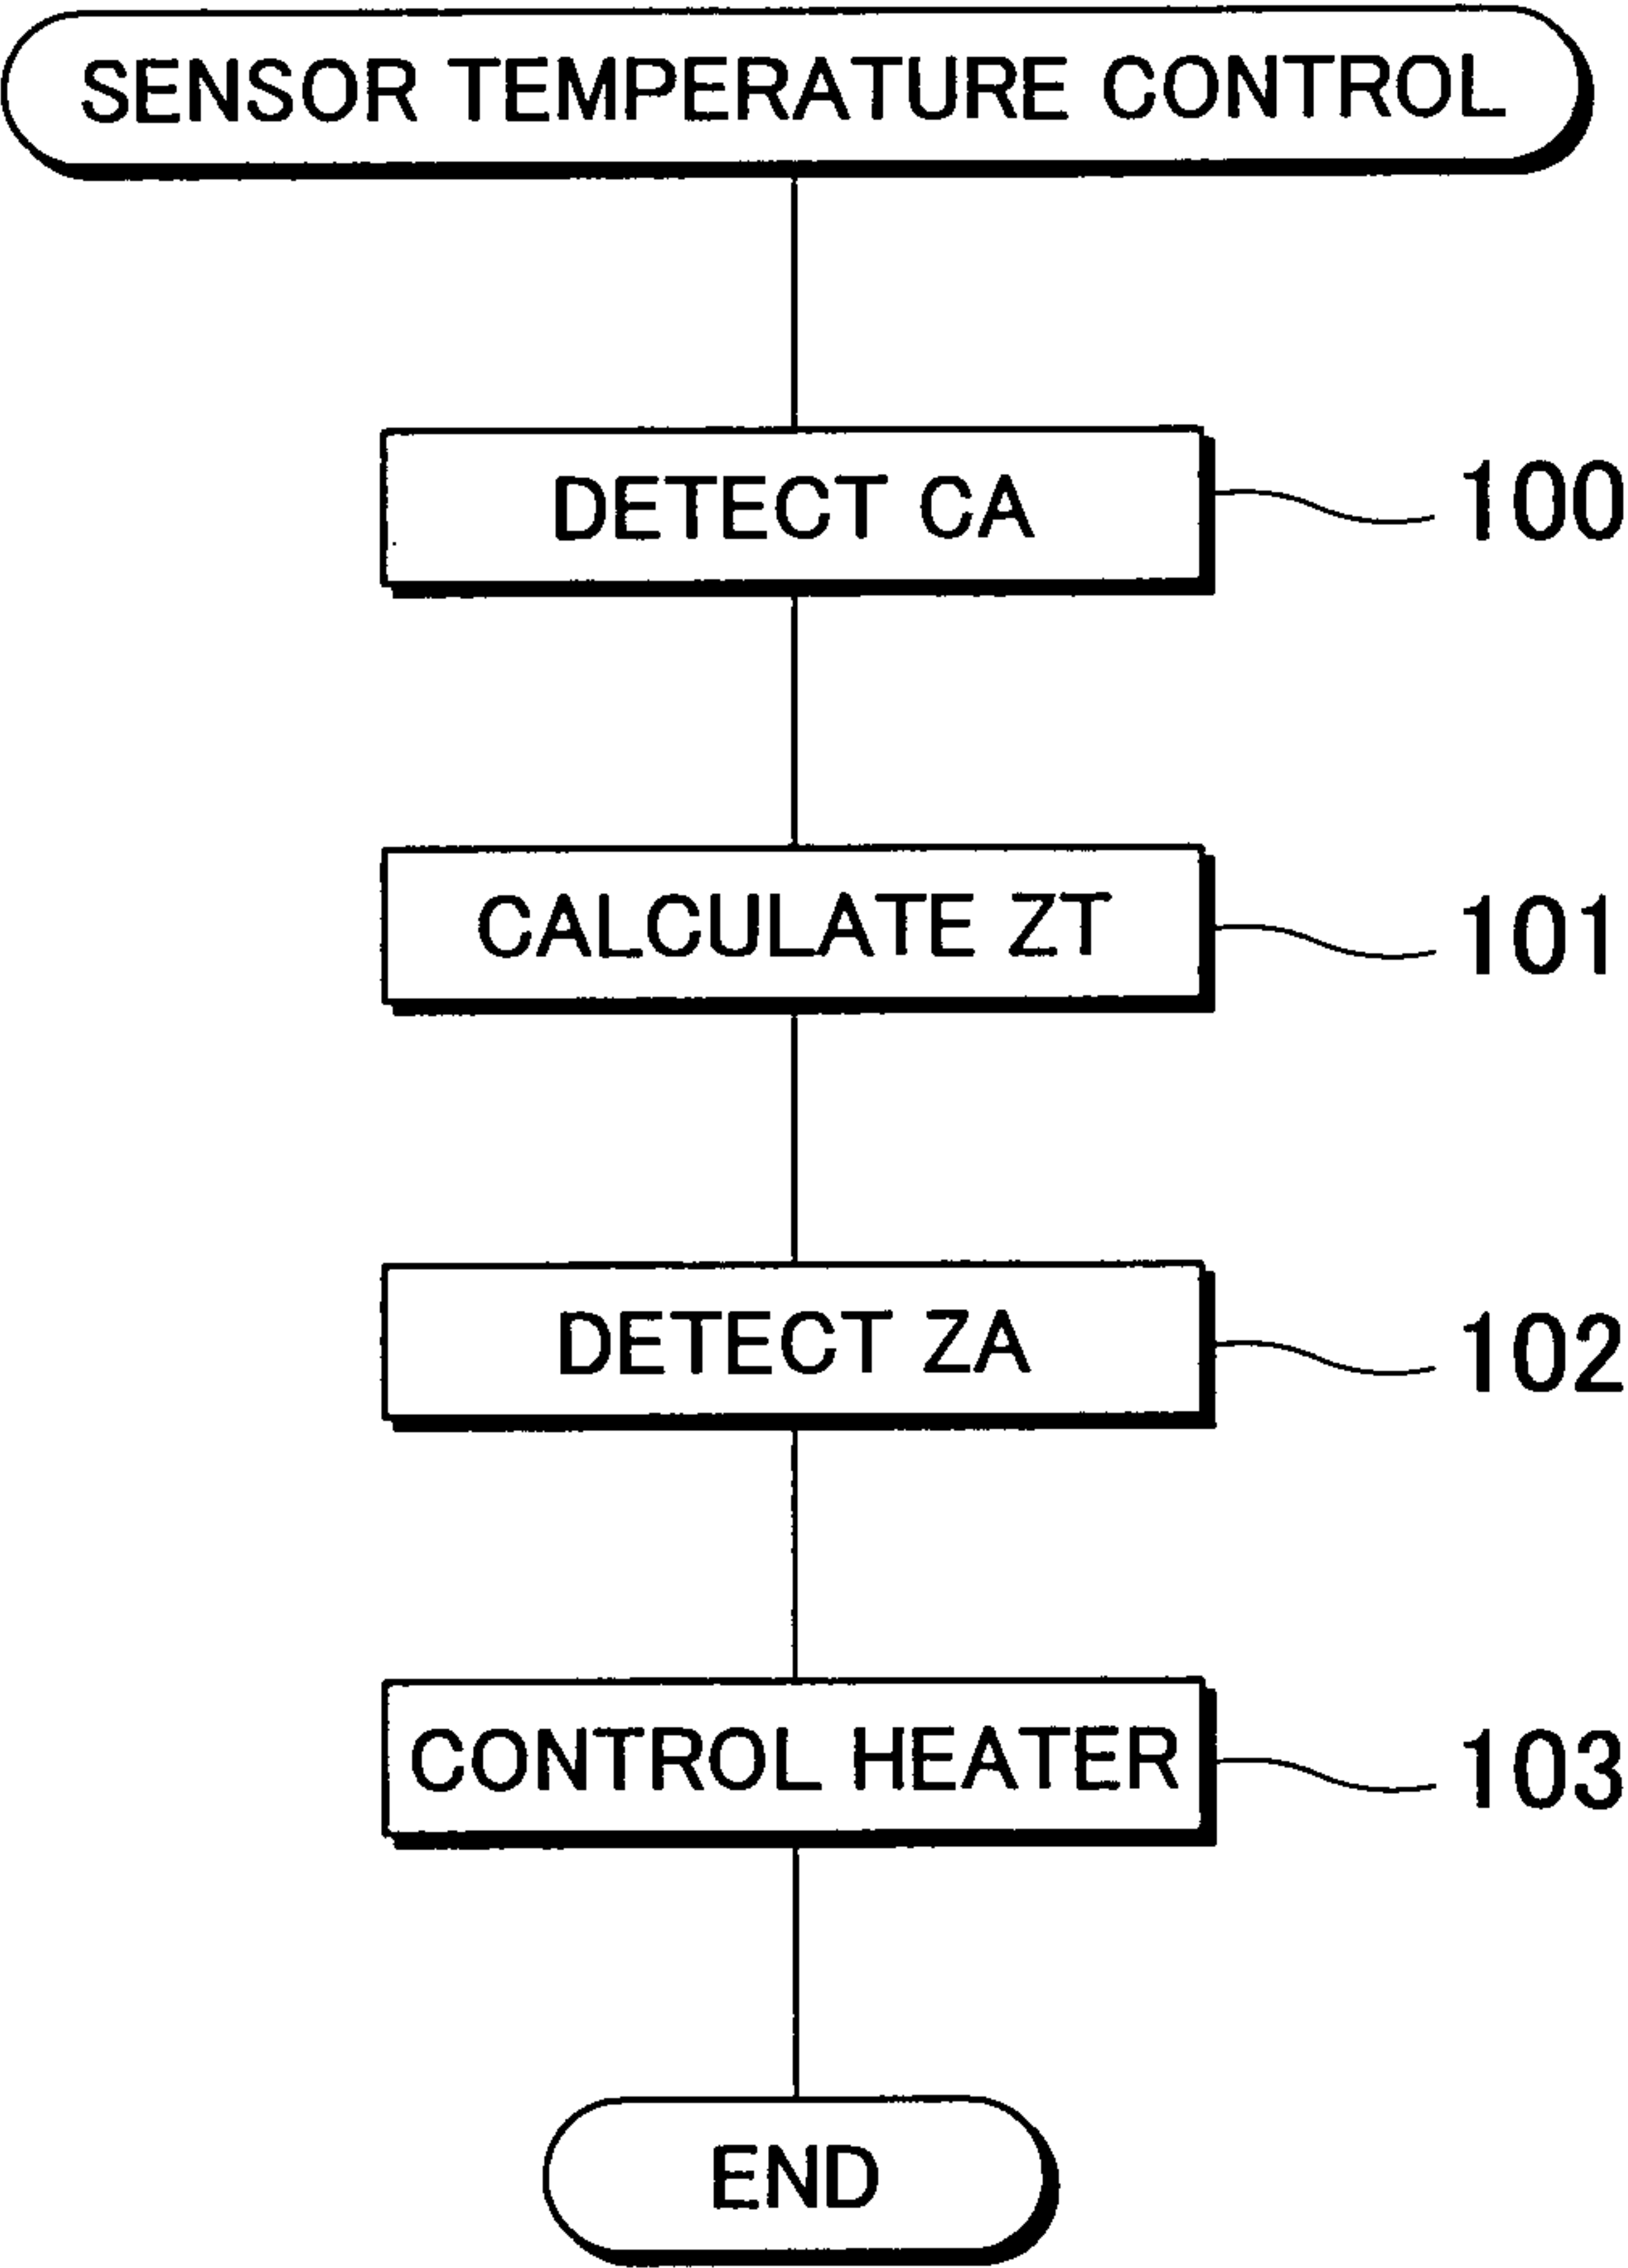 SENSOR TEMPERATURE CONTROL
DETECT CA
100
CALCULATE ZT
101
DETECT ZA
102
CONTROL HEATER
103
END